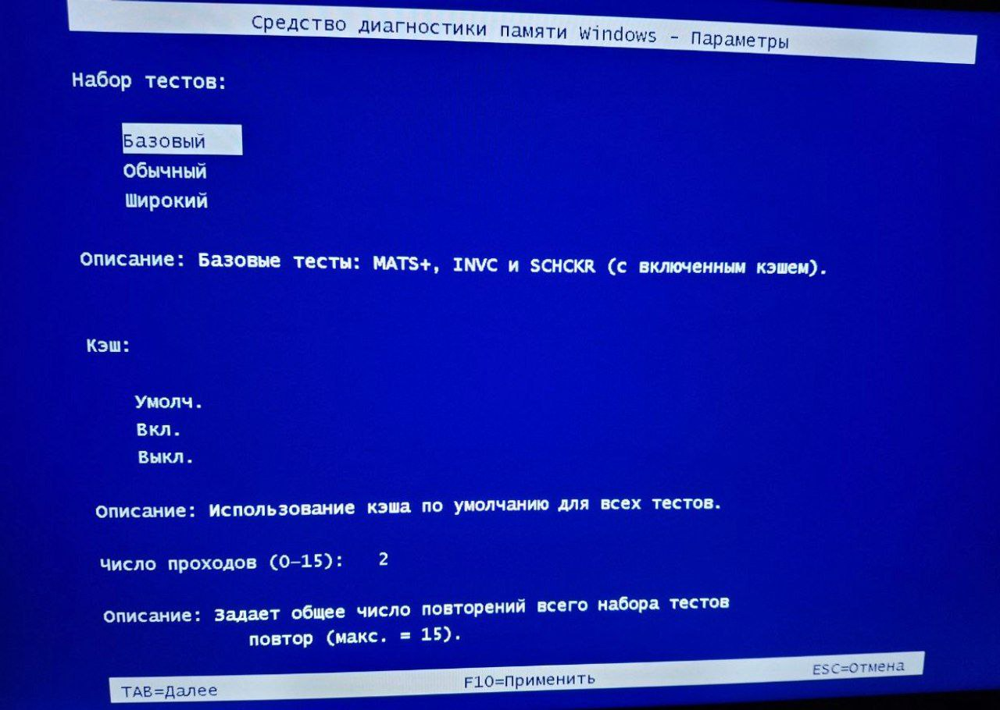 Средство диагностики памяти Windows - Параметры
Набор тестов:
Базовый
Обычный
Широкий
Описание: Базовые тесты: MATS+, INVC и SCHCKR (с включенным кэшем).
Кэш:
Умолч.
Вкл.
Выкл.
Описание: Использование кэша по умолчанию для всех тестов.
Число проходов (0-15): 2
Описание: Задает общее число повторений всего набора тестов
повтор (макс. = 15).
TAB=Далее F10=Применить ESC=Отмена